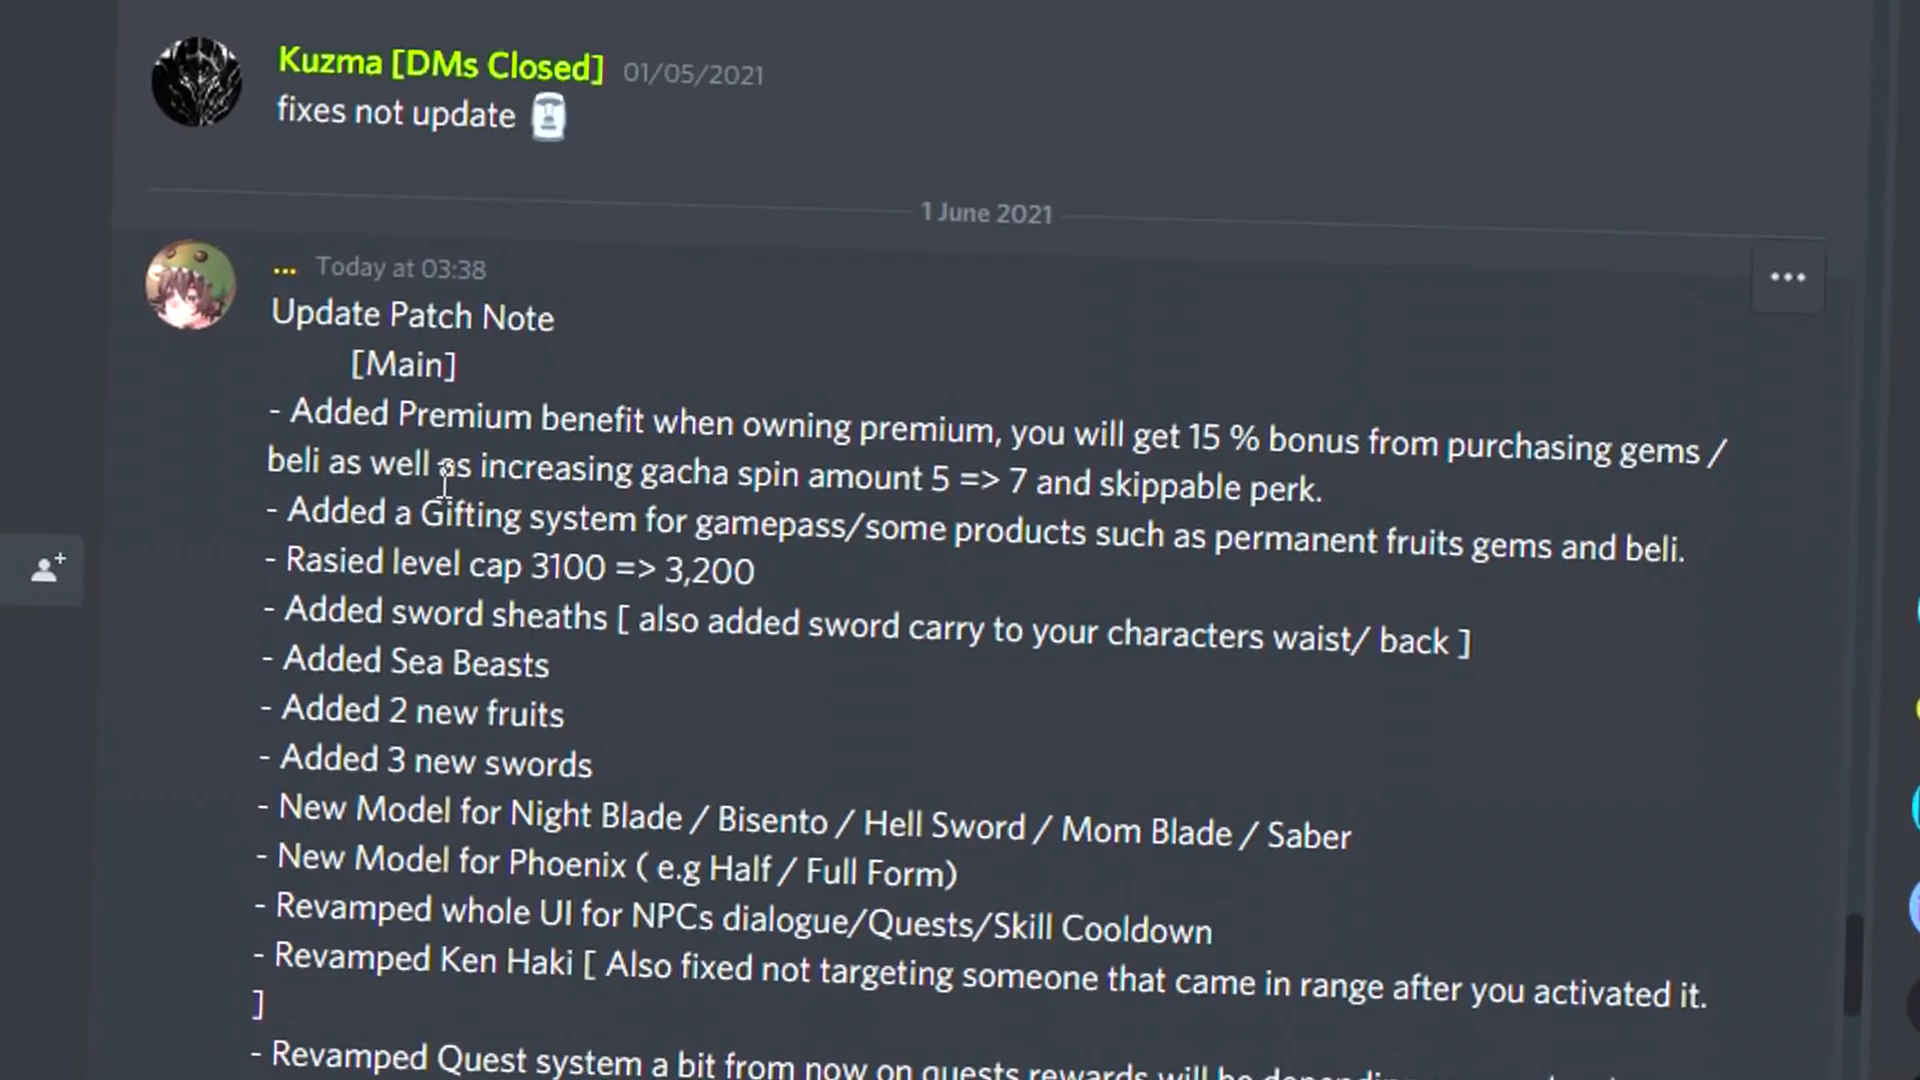 Kuzma [DMs Closed] 01/05/2021
fixes not update
1 June 2021
... Today at 03:38
Update Patch Note
[Main]
- Added Premium benefit when owning premium, you will get 15 % bonus from purchasing gems /
beli as well as increasing gacha spin amount 5 => 7 and skippable perk.
- Added a Gifting system for gamepass/some products such as permanent fruits gems and beli.
- Rasied level cap 3100 => 3,200
- Added sword sheaths [ also added sword carry to your characters waist/ back ]
- Added Sea Beasts
- Added 2 new fruits
- Added 3 new swords
- New Model for Night Blade / Bisento / Hell Sword / Mom Blade / Saber
- New Model for Phoenix ( e.g Half / Full Form)
- Revamped whole UI for NPCs dialogue/Quests/Skill Cooldown
- Revamped Ken Haki [ Also fixed not targeting someone that came in range after you activated it.
]
- Revamped Quest system a bit from now on quests rewards will be